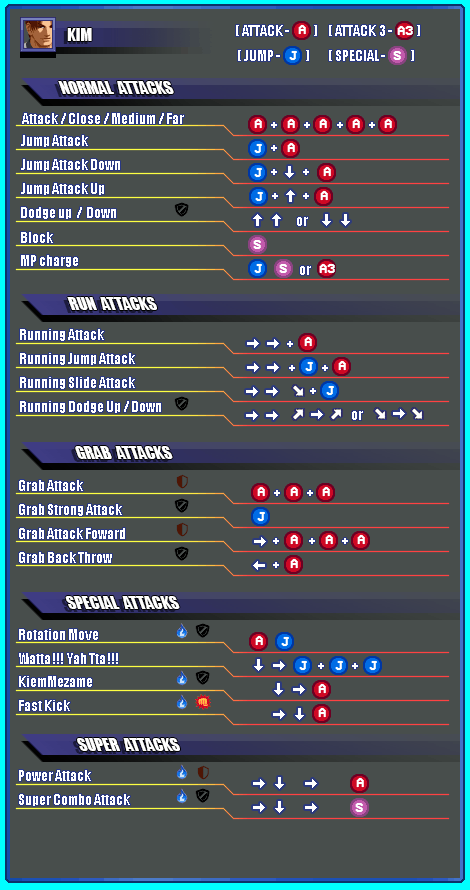 KIM [ ATTACK - A ] [ ATTACK 3 - A3 ]
[ JUMP - J ] [ SPECIAL - S ]
NORMAL ATTACKS
Attack / Close / Medium / Far A + A + A + A + A
Jump Attack J + A
Jump Attack Down J + ↓ + A
Jump Attack Up J + ↑ + A
Dodge up / Down ↑ ↑ or ↓ ↓
Block S
MP charge J S or A3
RUN ATTACKS
Running Attack → → + A
Running Jump Attack → → + J + A
Running Slide Attack → → ↘ + J
Running Dodge Up / Down → → ↗ → ↗ or ↘ → ↘
GRAB ATTACKS
Grab Attack A + A + A
Grab Strong Attack J
Grab Attack Foward → + A + A + A
Grab Back Throw ← + A
SPECIAL ATTACKS
Rotation Move A J
Watta!!! Yah Tta!!! ↓ → J + J + J
KiemMezame ↓ → A
Fast Kick → ↓ A
SUPER ATTACKS
Power Attack → ↓ → A
Super Combo Attack → ↓ → S